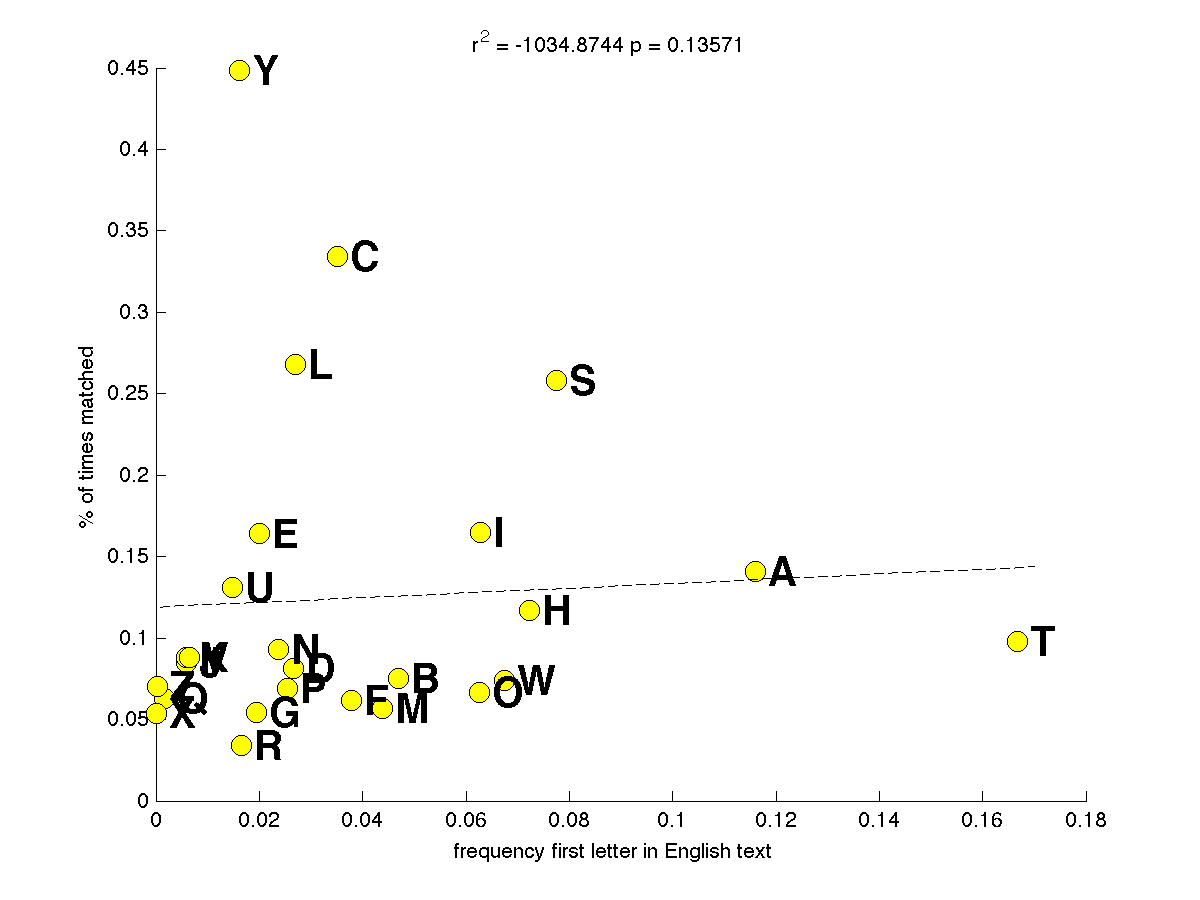 r2 = -1034.8744 p = 0.13571
0.45
Y
0.4
0.35
C
0.3
L
S
0.25
% of times matched
0.2
E
I
0.15
U
A
H
0.1
N
T
K
J
D
Z
P
B
W
Q
F
O
0.05
X
G
M
R
0
0 0.02 0.04 0.06 0.08 0.1 0.12 0.14 0.16 0.18
frequency first letter in English text